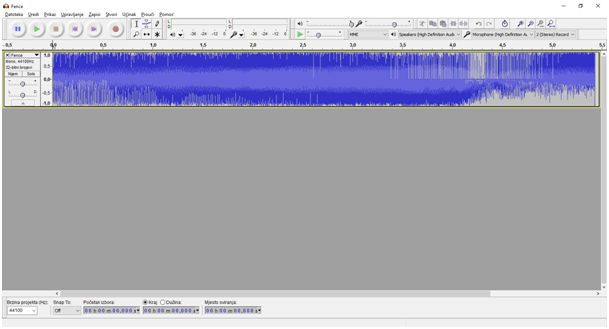 Fence
Datoteka Uredi Prikaz Upravljanje Zapisi Stvori Učinak Prouči Pomoć
L
R
-36 -24 -12 0
-36 -24 -12 0
MME Speakers (High Definition Audio Microphone (High Definition Au 2 (Stereo) Record
-0,5 0,0 0,5 1,0 1,5 2,0 2,5 3,0 3,5 4,0 4,5 5,0 5,5
× Fence
Mono, 44100Hz
32-bitni brojevi
Nijem Solo
- +
L D
1,0
0,5
0,0
-0,5
-1,0
Brzina projekta (Hz): Snap To: Početak izbora: Kraj Dužina: Mjesto sviranja:
44100 Off 00 h 00 m 00,000 s 00 h 00 m 00,000 s 00 h 00 m 00,000 s